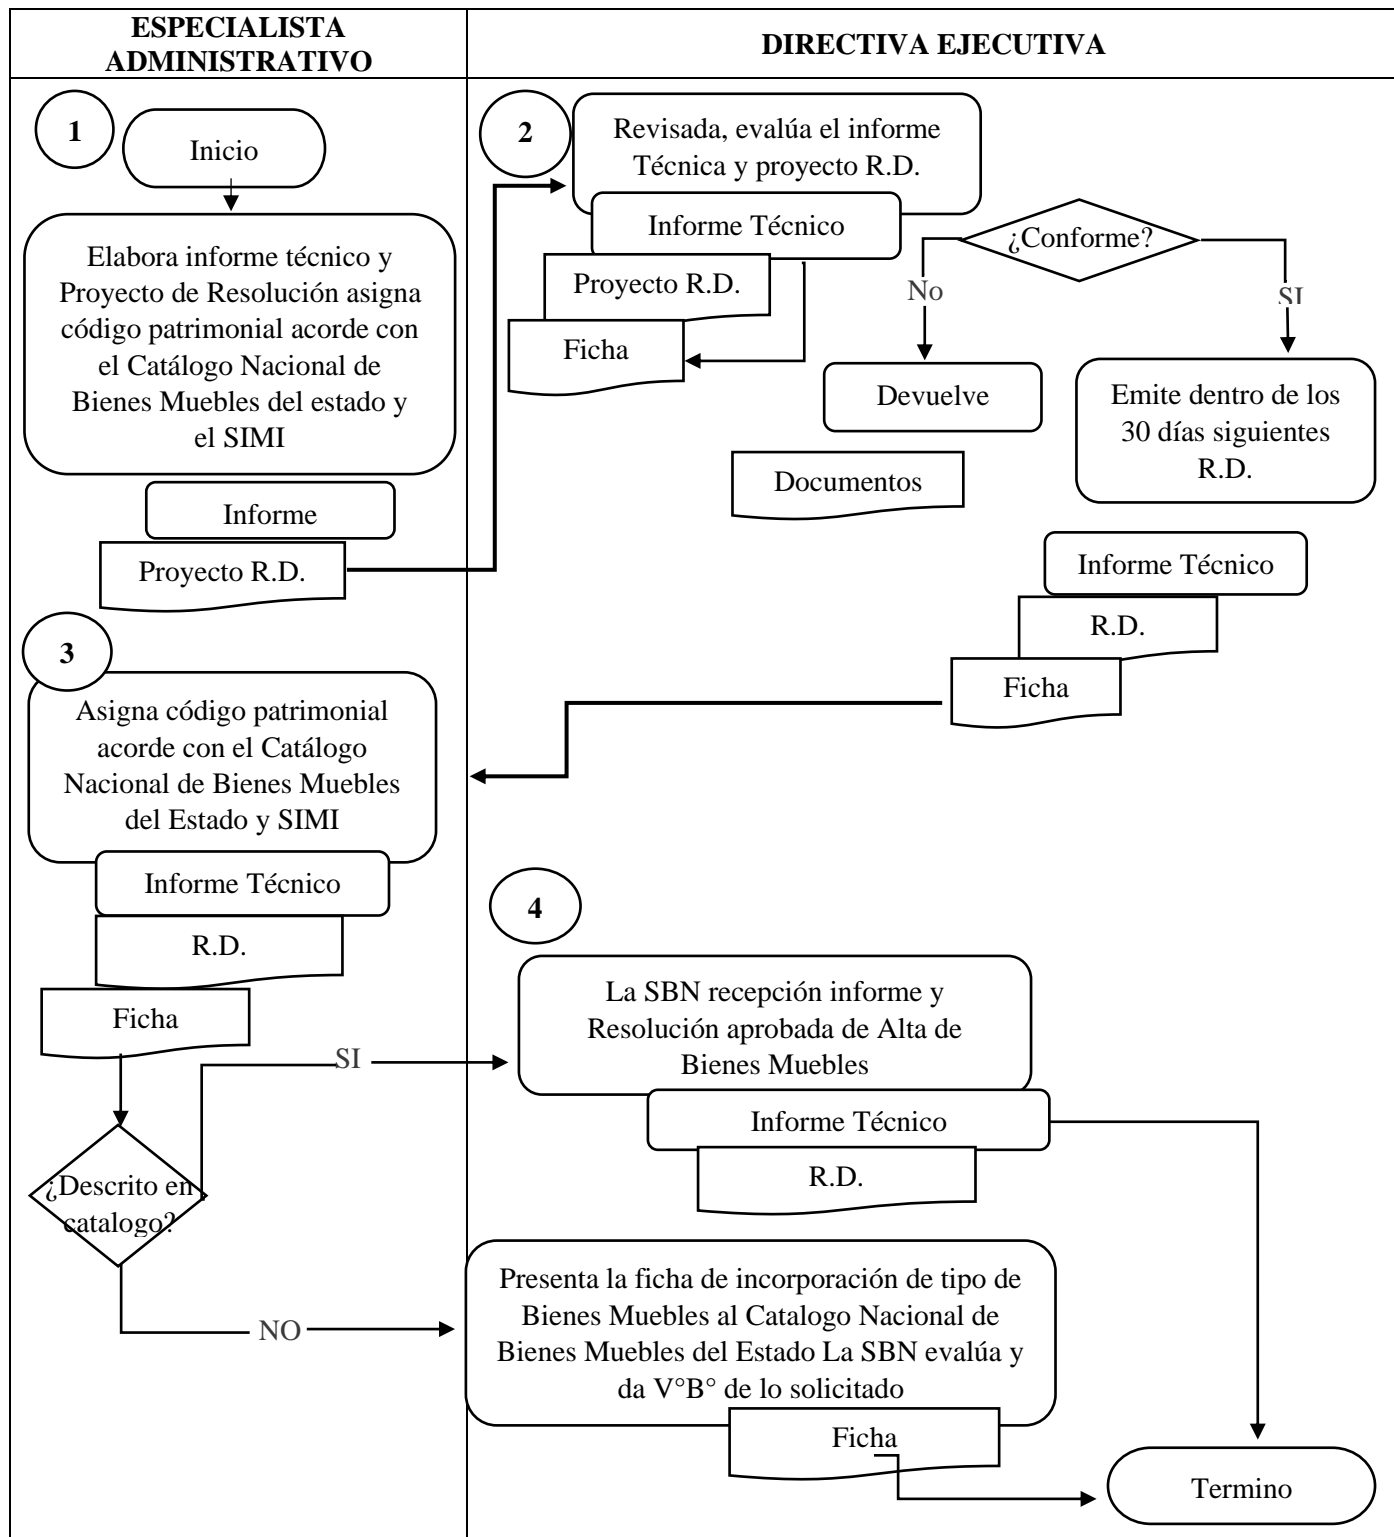 ESPECIALISTA
ADMINISTRATIVO
DIRECTIVA EJECUTIVA
1
Inicio
Elabora informe técnico y
Proyecto de Resolución asigna
código patrimonial acorde con
el Catálogo Nacional de
Bienes Muebles del estado y
el SIMI
Informe
Proyecto R.D.
2
Revisada, evalúa el informe
Técnica y proyecto R.D.
Informe Técnico
Proyecto R.D.
Ficha
¿Conforme?
No
SI
Devuelve
Documentos
Emite dentro de los
30 días siguientes
R.D.
Informe Técnico
R.D.
Ficha
3
Asigna código patrimonial
acorde con el Catálogo
Nacional de Bienes Muebles
del Estado y SIMI
Informe Técnico
R.D.
Ficha
¿Descrito en
catalogo?
SI
NO
4
La SBN recepción informe y
Resolución aprobada de Alta de
Bienes Muebles
Informe Técnico
R.D.
Presenta la ficha de incorporación de tipo de
Bienes Muebles al Catalogo Nacional de
Bienes Muebles del Estado La SBN evalúa y
da V°B° de lo solicitado
Ficha
Termino